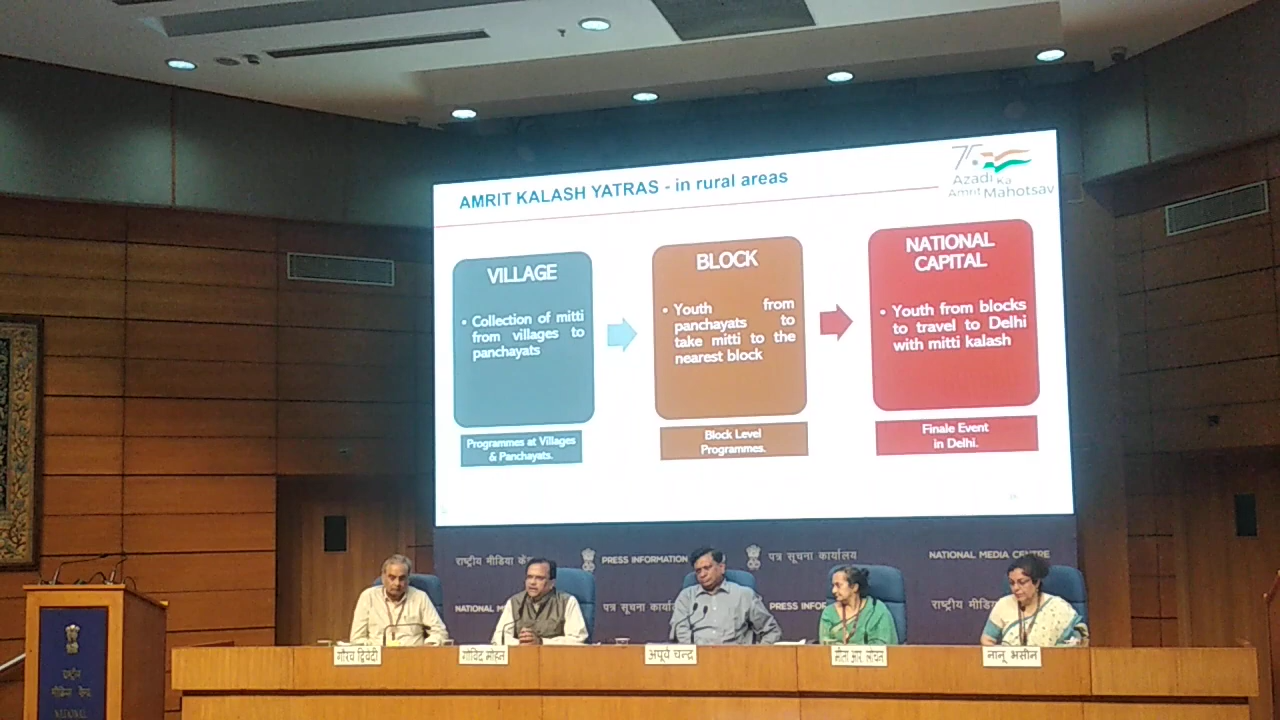 AMRIT KALASH YATRAS - in rural areas
75
Azadi Ka
Amrit Mahotsav
VILLAGE
• Collection of mitti
from villages to
panchayats
Programmes at Villages
& Panchayats.
BLOCK
• Youth from
panchayats to
take mitti to the
nearest block
Block Level
Programmes.
NATIONAL
CAPITAL
• Youth from blocks
to travel to Delhi
with mitti kalash
Finale Event
in Delhi.
राष्ट्रीय मीडिया PRESS INFORMATION पत्र सूचना कार्यालय NATIONAL MEDIA CENTRE
NATIONAL पत्र सूचना PRESS राष्ट्रीय
गौरव द्विवेदी
गोविंद मोहन
अपूर्व चन्द्र
नानू भसीन
राष्ट्रीय
मीडिया केन्द्र
NATIONAL